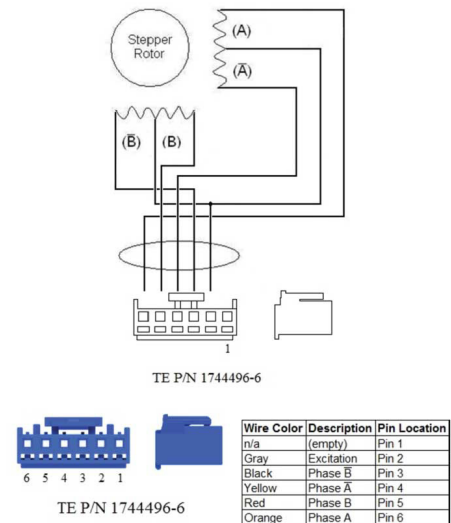 Stepper
Rotor
(A)
(A̅)
(B̅) (B)
1
TE P/N 1744496-6
6 5 4 3 2 1
TE P/N 1744496-6
Wire Color Description Pin Location
n/a (empty) Pin 1
Gray Excitation Pin 2
Black Phase B̅ Pin 3
Yellow Phase A̅ Pin 4
Red Phase B Pin 5
Orange Phase A Pin 6